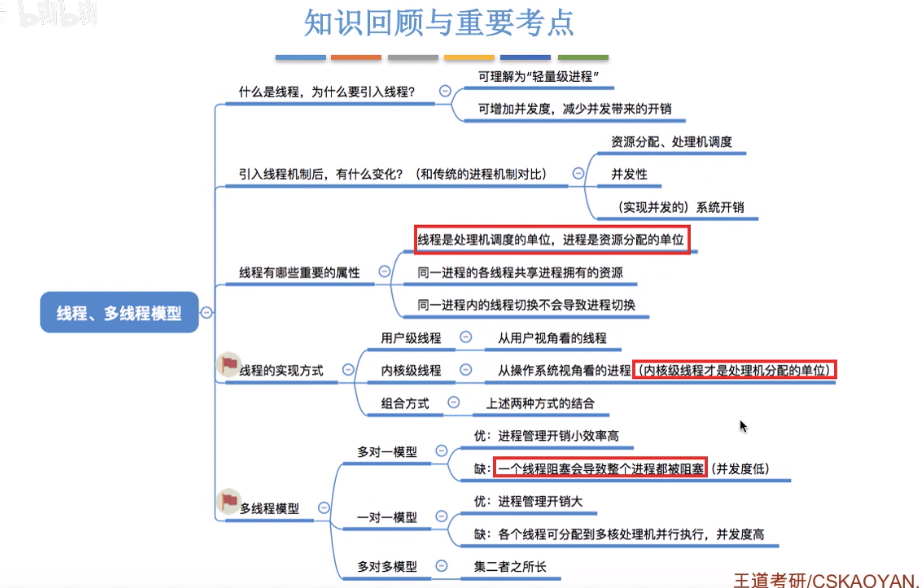 bilibili
知识回顾与重要考点
什么是线程，为什么要引入线程？
可理解为“轻量级进程”
可增加并发度，减少并发带来的开销
引入线程机制后，有什么变化？（和传统的进程机制对比）
资源分配、处理机调度
并发性
（实现并发的）系统开销
线程有哪些重要的属性
线程是处理机调度的单位，进程是资源分配的单位
同一进程的各线程共享进程拥有的资源
同一进程内的线程切换不会导致进程切换
线程、多线程模型
线程的实现方式
用户级线程
从用户视角看的线程
内核级线程
从操作系统视角看的进程（内核级线程才是处理机分配的单位）
组合方式
上述两种方式的结合
多线程模型
多对一模型
优：进程管理开销小效率高
缺：一个线程阻塞会导致整个进程都被阻塞（并发度低）
一对一模型
优：进程管理开销大
缺：各个线程可分配到多核处理机并行执行，并发度高
多对多模型
集二者之所长
王道考研/CSKAOYAN.